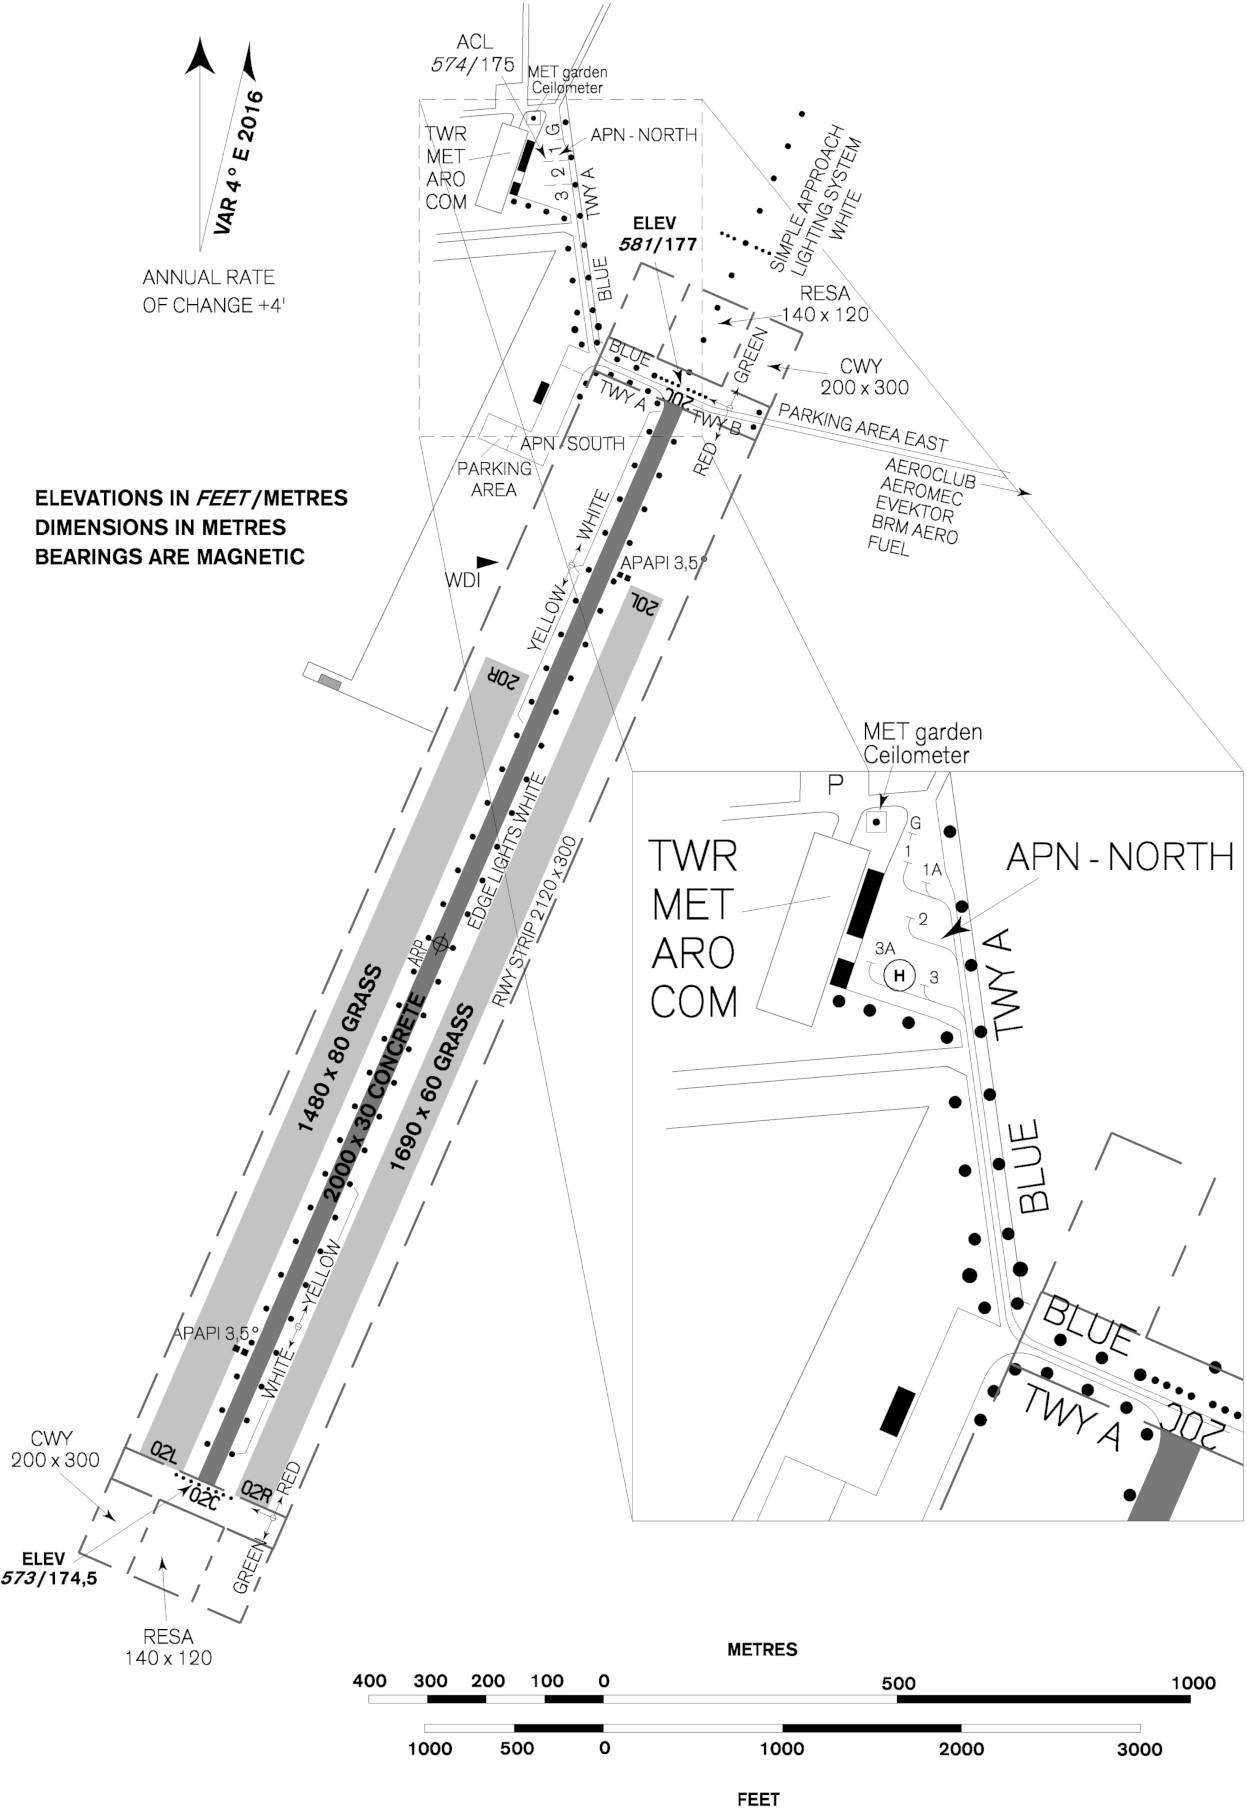 ACL
574/175
MET garden
Ceilometer
TWR
MET
ARO
COM
G
1
2
3
APN - NORTH
TWY A
BLUE
VAR 4° E 2016
ANNUAL RATE
OF CHANGE +4'
ELEV
581/177
SIMPLE APPROACH
LIGHTING SYSTEM
WHITE
RESA
140 x 120
GREEN
CWY
200 x 300
BLUE
TWY A
20C
TWY B
RED
PARKING AREA EAST
AEROCLUB
AEROMEC
EVEKTOR
BRM AERO
FUEL
APN - SOUTH
PARKING
AREA
ELEVATIONS IN FEET/METRES
DIMENSIONS IN METRES
BEARINGS ARE MAGNETIC
WHITE
WDI
APAPI 3,5°
YELLOW
20L
20R
EDGE LIGHTS WHITE
RWY STRIP 2120 x 300
ARP
1480 x 80 GRASS
2000 x 30 CONCRETE
1690 x 60 GRASS
YELLOW
APAPI 3,5°
WHITE
CWY
200 x 300
02L
02C
02R
RED
GREEN
ELEV
573/174,5
RESA
140 x 120
MET garden
Ceilometer
P
TWR
MET
ARO
COM
G
1
1A
2
3A
H
3
APN - NORTH
TWY A
BLUE
BLUE
TWY A
20C
METRES
400 300 200 100 0 500 1000
1000 500 0 1000 2000 3000
FEET